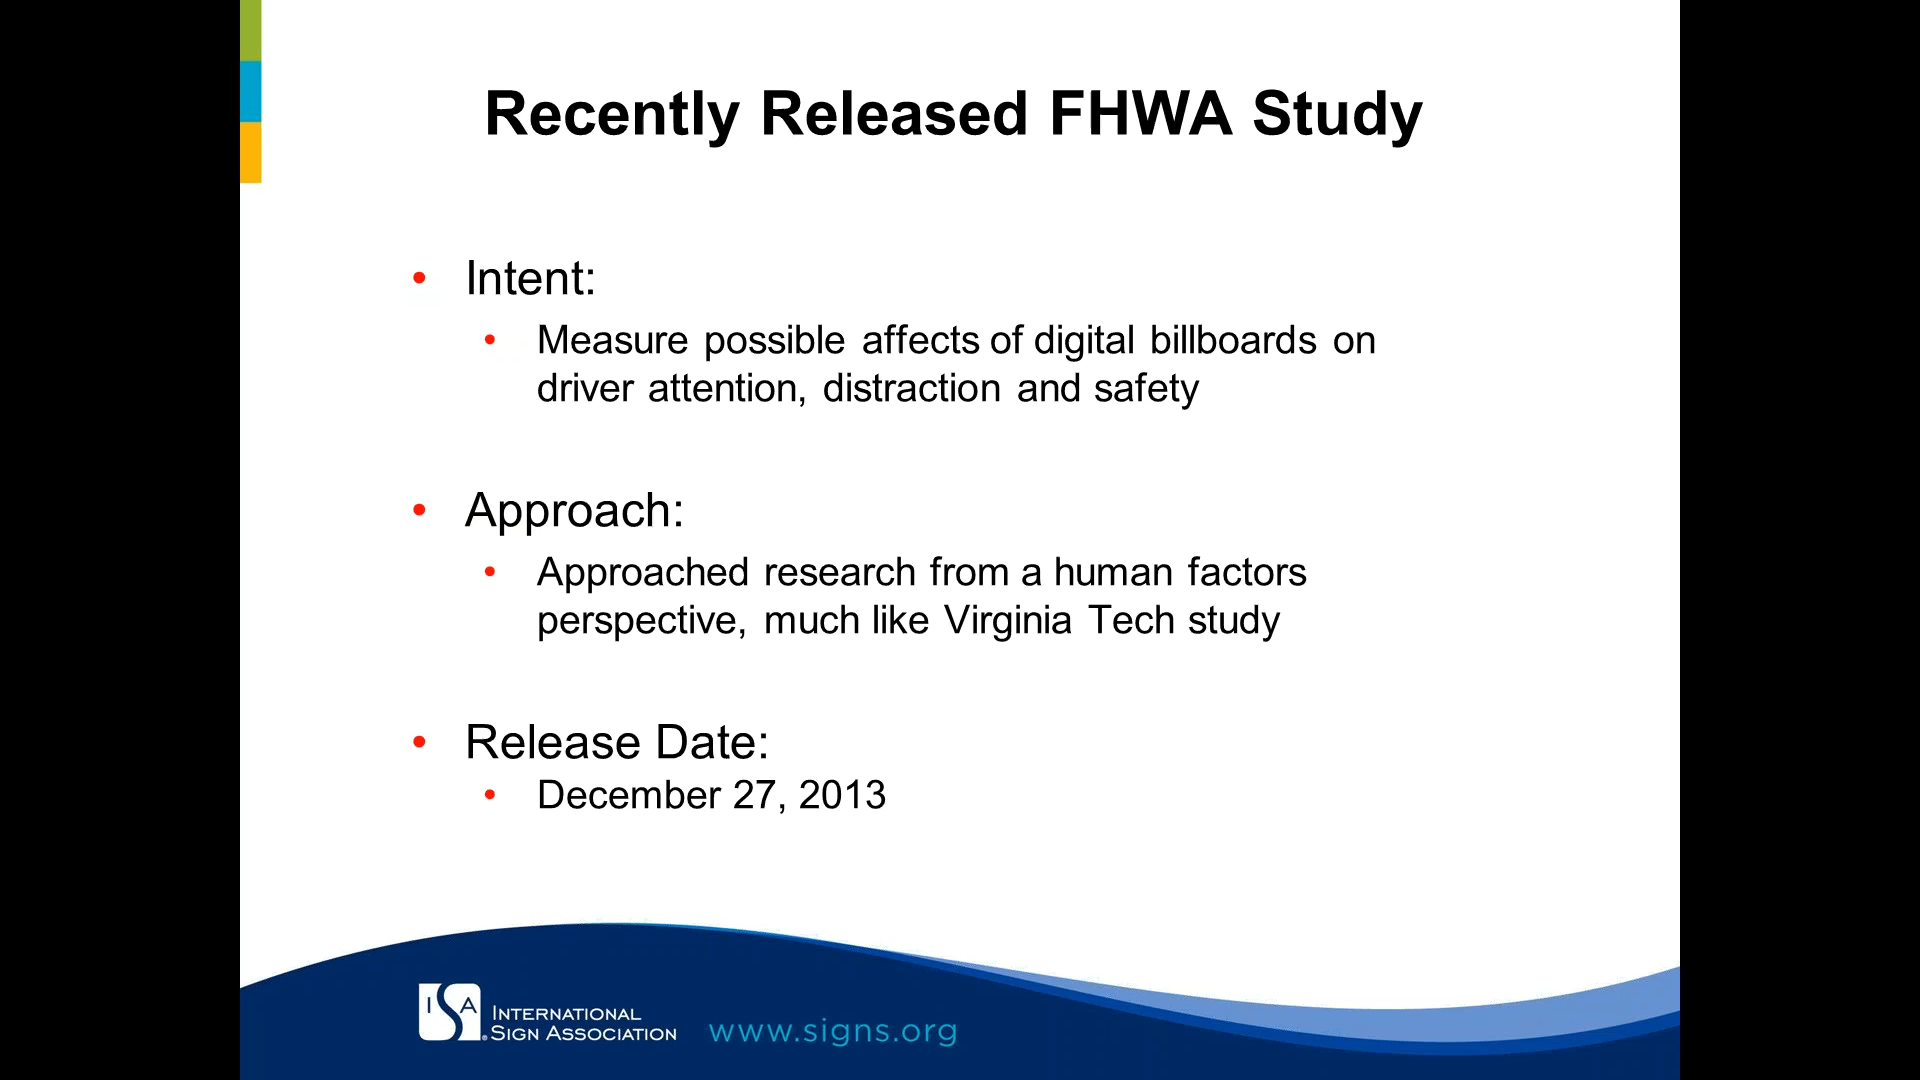 Recently Released FHWA Study
• Intent:
• Measure possible affects of digital billboards on
driver attention, distraction and safety
• Approach:
• Approached research from a human factors
perspective, much like Virginia Tech study
• Release Date:
• December 27, 2013
ISA
INTERNATIONAL
SIGN ASSOCIATION
www.signs.org